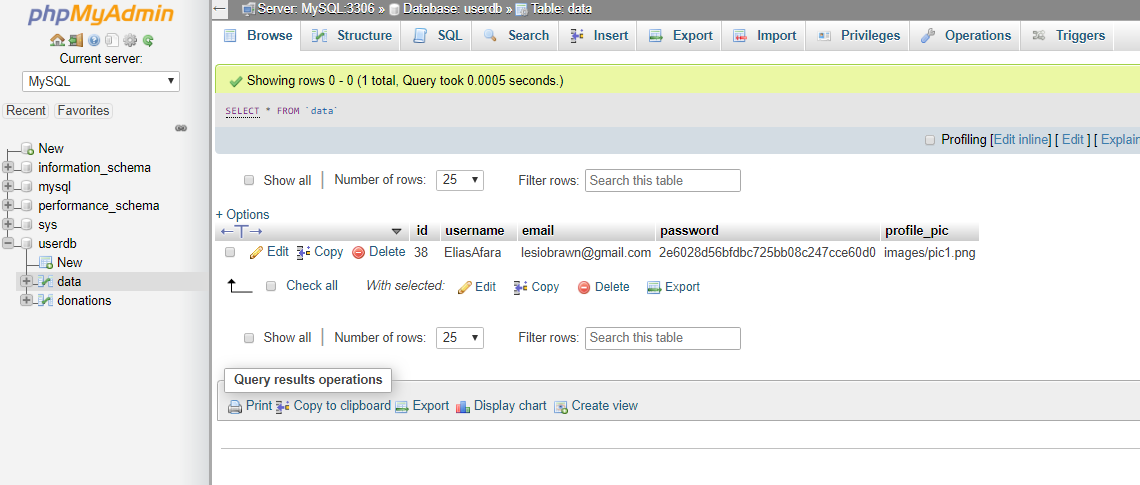 phpMyAdmin
Current server:
MySQL
Recent Favorites
New
information_schema
mysql
performance_schema
sys
userdb
New
data
donations
Server: MySQL:3306 » Database: userdb » Table: data
Browse Structure SQL Search Insert Export Import Privileges Operations Triggers
Showing rows 0 - 0 (1 total, Query took 0.0005 seconds.)
SELECT * FROM `data`
Profiling [Edit inline] [ Edit ] [ Explain
Show all Number of rows: 25 Filter rows: Search this table
+ Options
←T→ id username email password profile_pic
Edit Copy Delete 38 EliasAfara lesiobrawn@gmail.com 2e6028d56bfdbc725bb08c247cce60d0 images/pic1.png
Check all With selected: Edit Copy Delete Export
Show all Number of rows: 25 Filter rows: Search this table
Query results operations
Print Copy to clipboard Export Display chart Create view